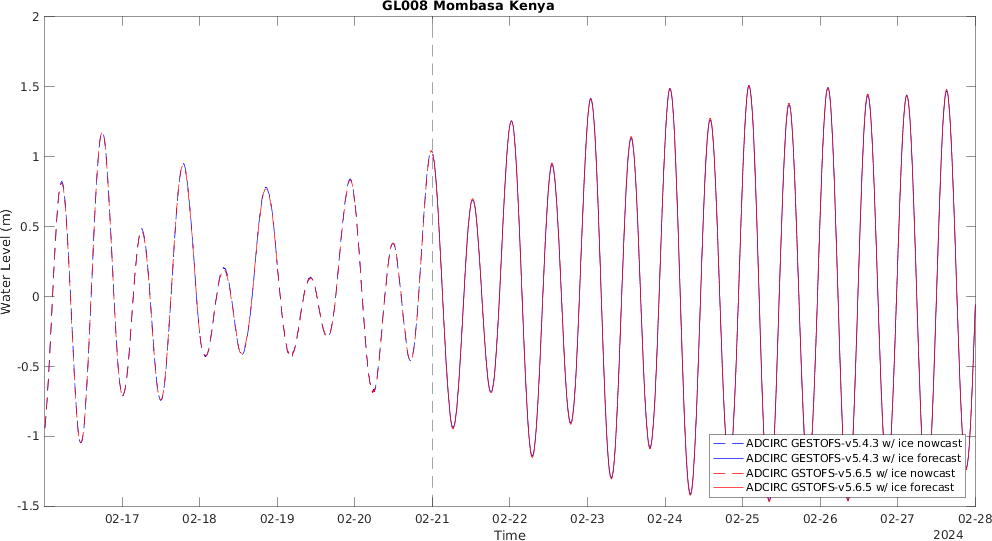 GL008 Mombasa Kenya
2
1.5
1
0.5
0
-0.5
-1
-1.5
Water Level (m)
ADCIRC GESTOFS-v5.4.3 w/ ice nowcast
ADCIRC GESTOFS-v5.4.3 w/ ice forecast
ADCIRC GSTOFS-v5.6.5 w/ ice nowcast
ADCIRC GSTOFS-v5.6.5 w/ ice forecast
02-17 02-18 02-19 02-20 02-21 02-22 02-23 02-24 02-25 02-26 02-27 02-28
Time
2024